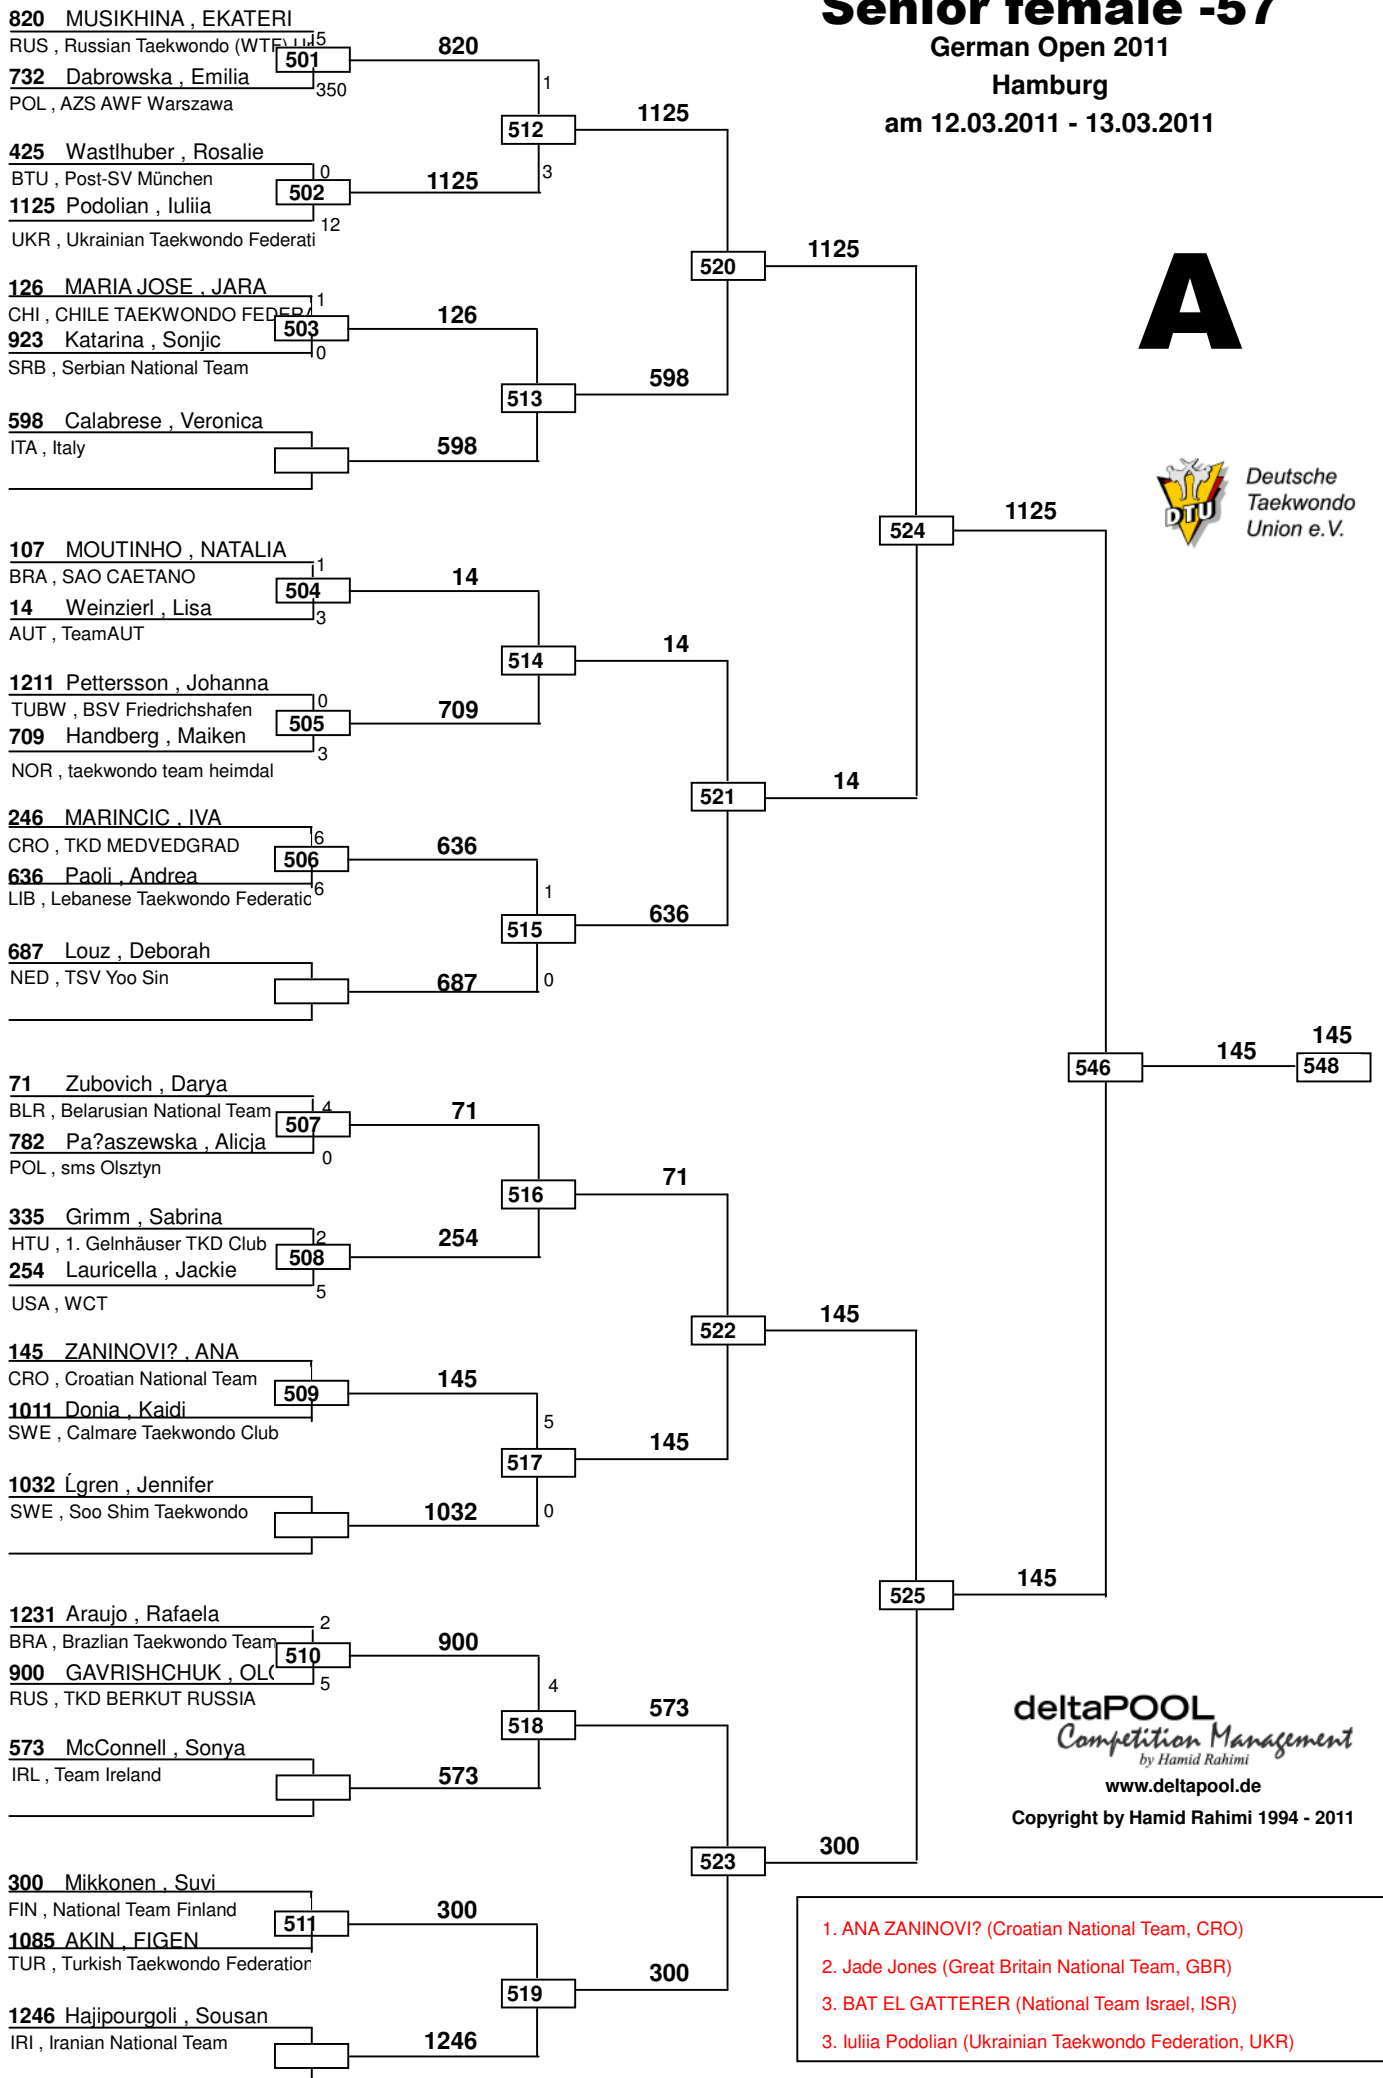 Senior female -57
German Open 2011
Hamburg
am 12.03.2011 - 13.03.2011
A
Deutsche
Taekwondo
Union e.V.
DTU
820 MUSIKHINA , EKATERI
RUS , Russian Taekwondo (WTF) Un
5
501
820
732 Dabrowska , Emilia
350
POL , AZS AWF Warszawa
1
512
1125
425 Wastlhuber , Rosalie
0
BTU , Post-SV München
502
1125
3
1125 Podolian , Iuliia
12
UKR , Ukrainian Taekwondo Federati
520
1125
126 MARIA JOSE , JARA
1
CHI , CHILE TAEKWONDO FEDERA
503
126
923 Katarina , Sonjic
0
SRB , Serbian National Team
513
598
598 Calabrese , Veronica
ITA , Italy
598
524
1125
107 MOUTINHO , NATALIA
1
BRA , SAO CAETANO
504
14
14 Weinzierl , Lisa
3
AUT , TeamAUT
514
14
1211 Pettersson , Johanna
0
TUBW , BSV Friedrichshafen
505
709
709 Handberg , Maiken
3
NOR , taekwondo team heimdal
521
14
246 MARINCIC , IVA
6
CRO , TKD MEDVEDGRAD
506
636
636 Paoli , Andrea
6
LIB , Lebanese Taekwondo Federatio
1
515
636
687 Louz , Deborah
NED , TSV Yoo Sin
687
0
546
145
145
548
71 Zubovich , Darya
4
BLR , Belarusian National Team
507
71
782 Pa?aszewska , Alicja
0
POL , sms Olsztyn
516
71
335 Grimm , Sabrina
2
HTU , 1. Gelnhäuser TKD Club
508
254
254 Lauricella , Jackie
5
USA , WCT
522
145
145 ZANINOVI? , ANA
CRO , Croatian National Team
509
145
1011 Donia , Kaidi
SWE , Calmare Taekwondo Club
5
517
145
1032 Ĺgren , Jennifer
SWE , Soo Shim Taekwondo
1032
0
525
145
1231 Araujo , Rafaela
2
BRA , Brazlian Taekwondo Team
510
900
900 GAVRISHCHUK , OLG
5
RUS , TKD BERKUT RUSSIA
4
518
573
573 McConnell , Sonya
IRL , Team Ireland
573
523
300
300 Mikkonen , Suvi
FIN , National Team Finland
511
300
1085 AKIN , FIGEN
TUR , Turkish Taekwondo Federation
519
300
1246 Hajipourgoli , Sousan
IRI , Iranian National Team
1246
deltaPOOL
Competition Management
by Hamid Rahimi
www.deltapool.de
Copyright by Hamid Rahimi 1994 - 2011
1. ANA ZANINOVI? (Croatian National Team, CRO)
2. Jade Jones (Great Britain National Team, GBR)
3. BAT EL GATTERER (National Team Israel, ISR)
3. Iuliia Podolian (Ukrainian Taekwondo Federation, UKR)